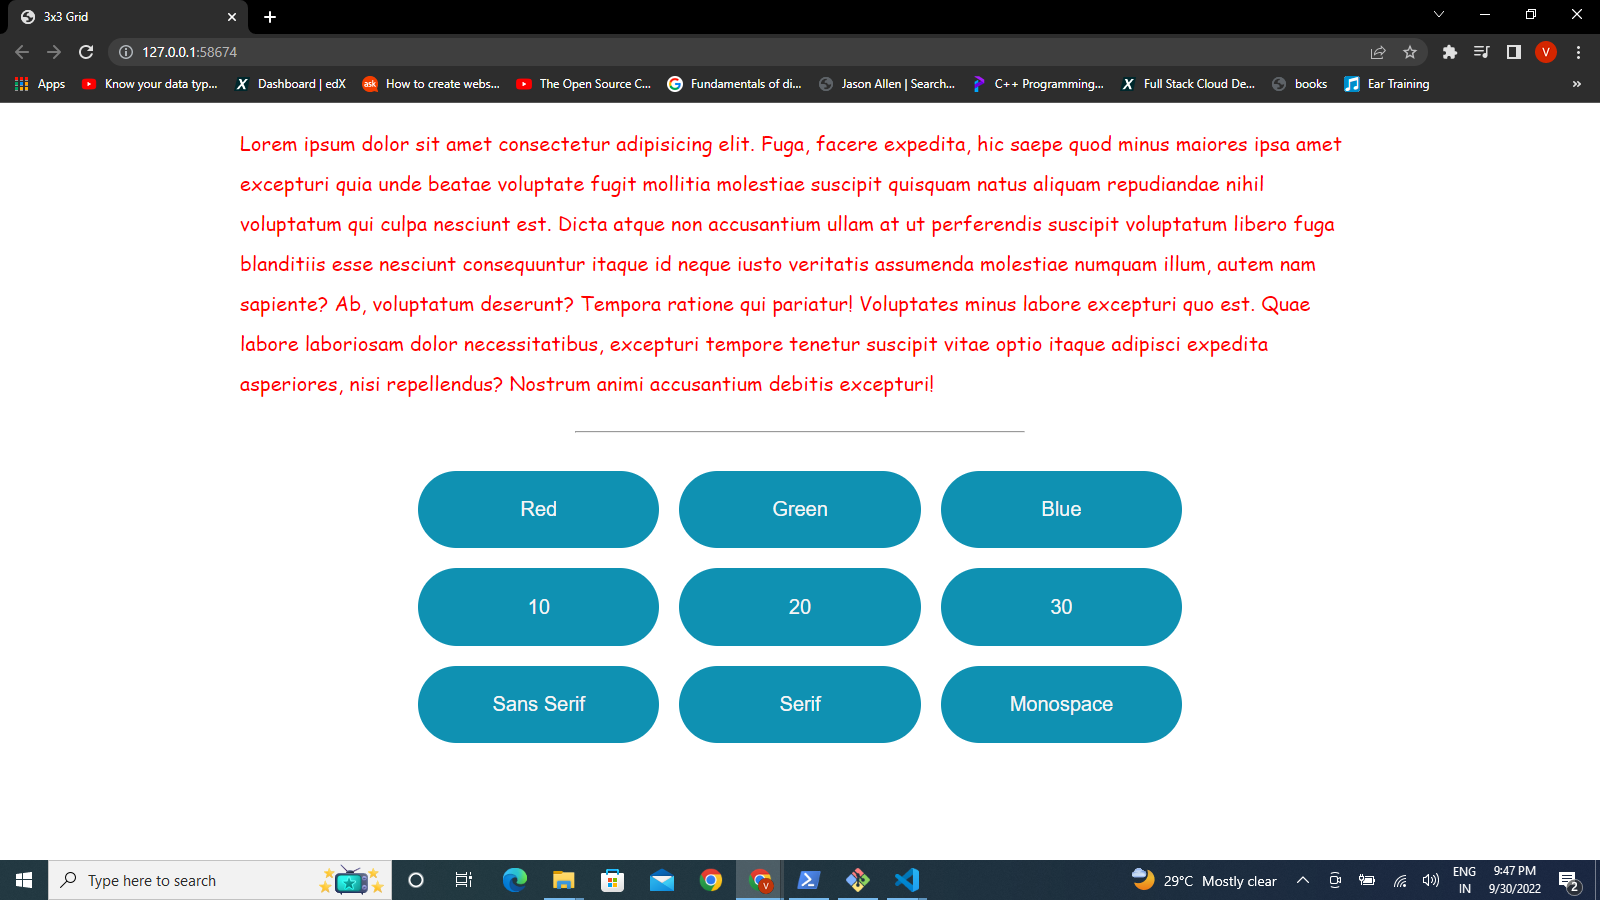 3x3 Grid
127.0.0.1:58674
V
Apps Know your data typ... Dashboard | edX ask How to create webs... The Open Source C... Fundamentals of di... Jason Allen | Search... C++ Programming... Full Stack Cloud De... books Ear Training »
Lorem ipsum dolor sit amet consectetur adipisicing elit. Fuga, facere expedita, hic saepe quod minus maiores ipsa amet
excepturi quia unde beatae voluptate fugit mollitia molestiae suscipit quisquam natus aliquam repudiandae nihil
voluptatum qui culpa nesciunt est. Dicta atque non accusantium ullam at ut perferendis suscipit voluptatum libero fuga
blanditiis esse nesciunt consequuntur itaque id neque iusto veritatis assumenda molestiae numquam illum, autem nam
sapiente? Ab, voluptatum deserunt? Tempora ratione qui pariatur! Voluptates minus labore excepturi quo est. Quae
labore laboriosam dolor necessitatibus, excepturi tempore tenetur suscipit vitae optio itaque adipisci expedita
asperiores, nisi repellendus? Nostrum animi accusantium debitis excepturi!
Red Green Blue
10 20 30
Sans Serif Serif Monospace
Type here to search
V
29°C Mostly clear
ENG
IN
9:47 PM
9/30/2022
2